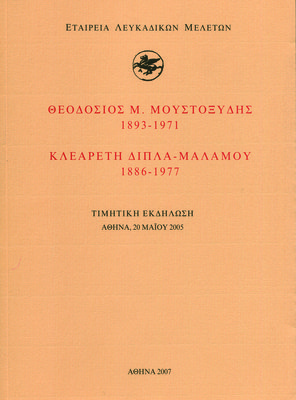 ΕΤΑΙΡΕΙΑ ΛΕΥΚΑΔΙΚΩΝ ΜΕΛΕΤΩΝ
ΘΕΟΔΟΣΙΟΣ Μ. ΜΟΥΣΤΟΞΥΔΗΣ
1893-1971
ΚΛΕΑΡΕΤΗ ΔΙΠΛΑ-ΜΑΛΑΜΟΥ
1886-1977
ΤΙΜΗΤΙΚΗ ΕΚΔΗΛΩΣΗ
ΑΘΗΝΑ, 20 ΜΑΪΟΥ 2005
ΑΘΗΝΑ 2007